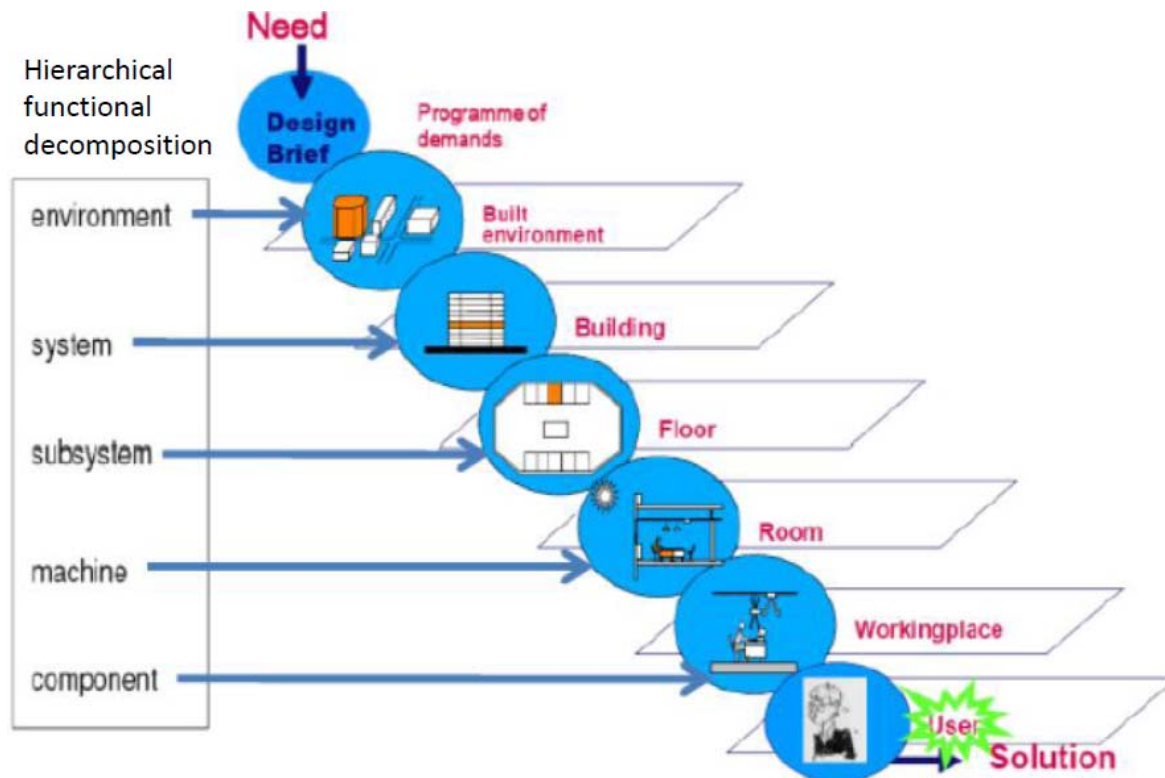 Need
Hierarchical
functional
decomposition
Design
Brief
Programme of
demands
environment
Built
environment
system
Building
subsystem
Floor
machine
Room
component
Workingplace
User
Solution